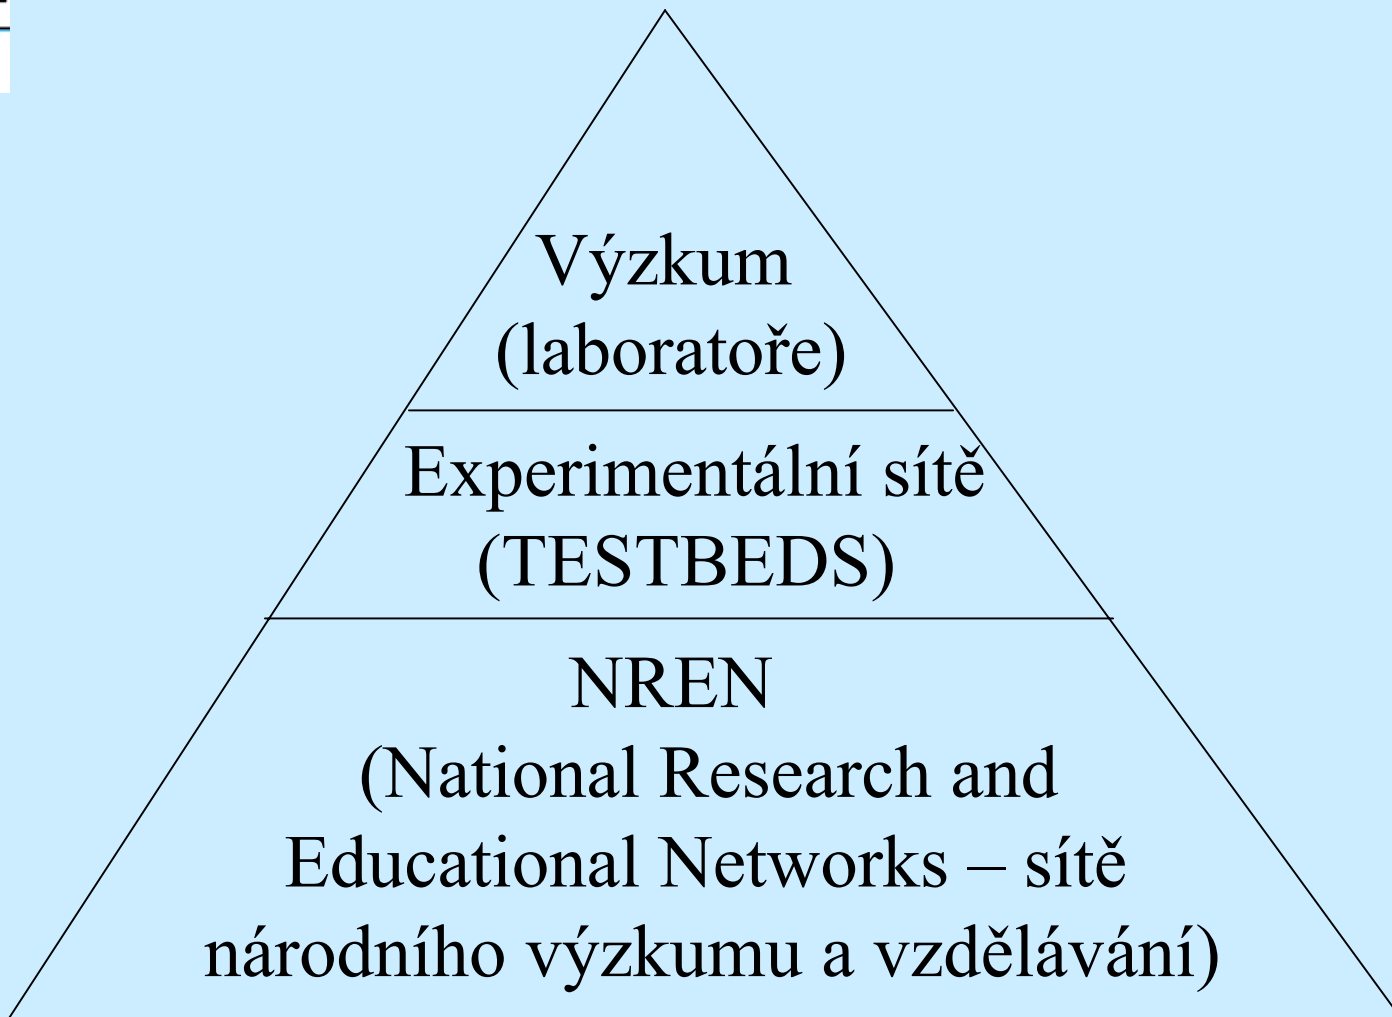 Výzkum
(laboratoře)
Experimentální sítě
(TESTBEDS)
NREN
(National Research and
Educational Networks – sítě
národního výzkumu a vzdělávání)